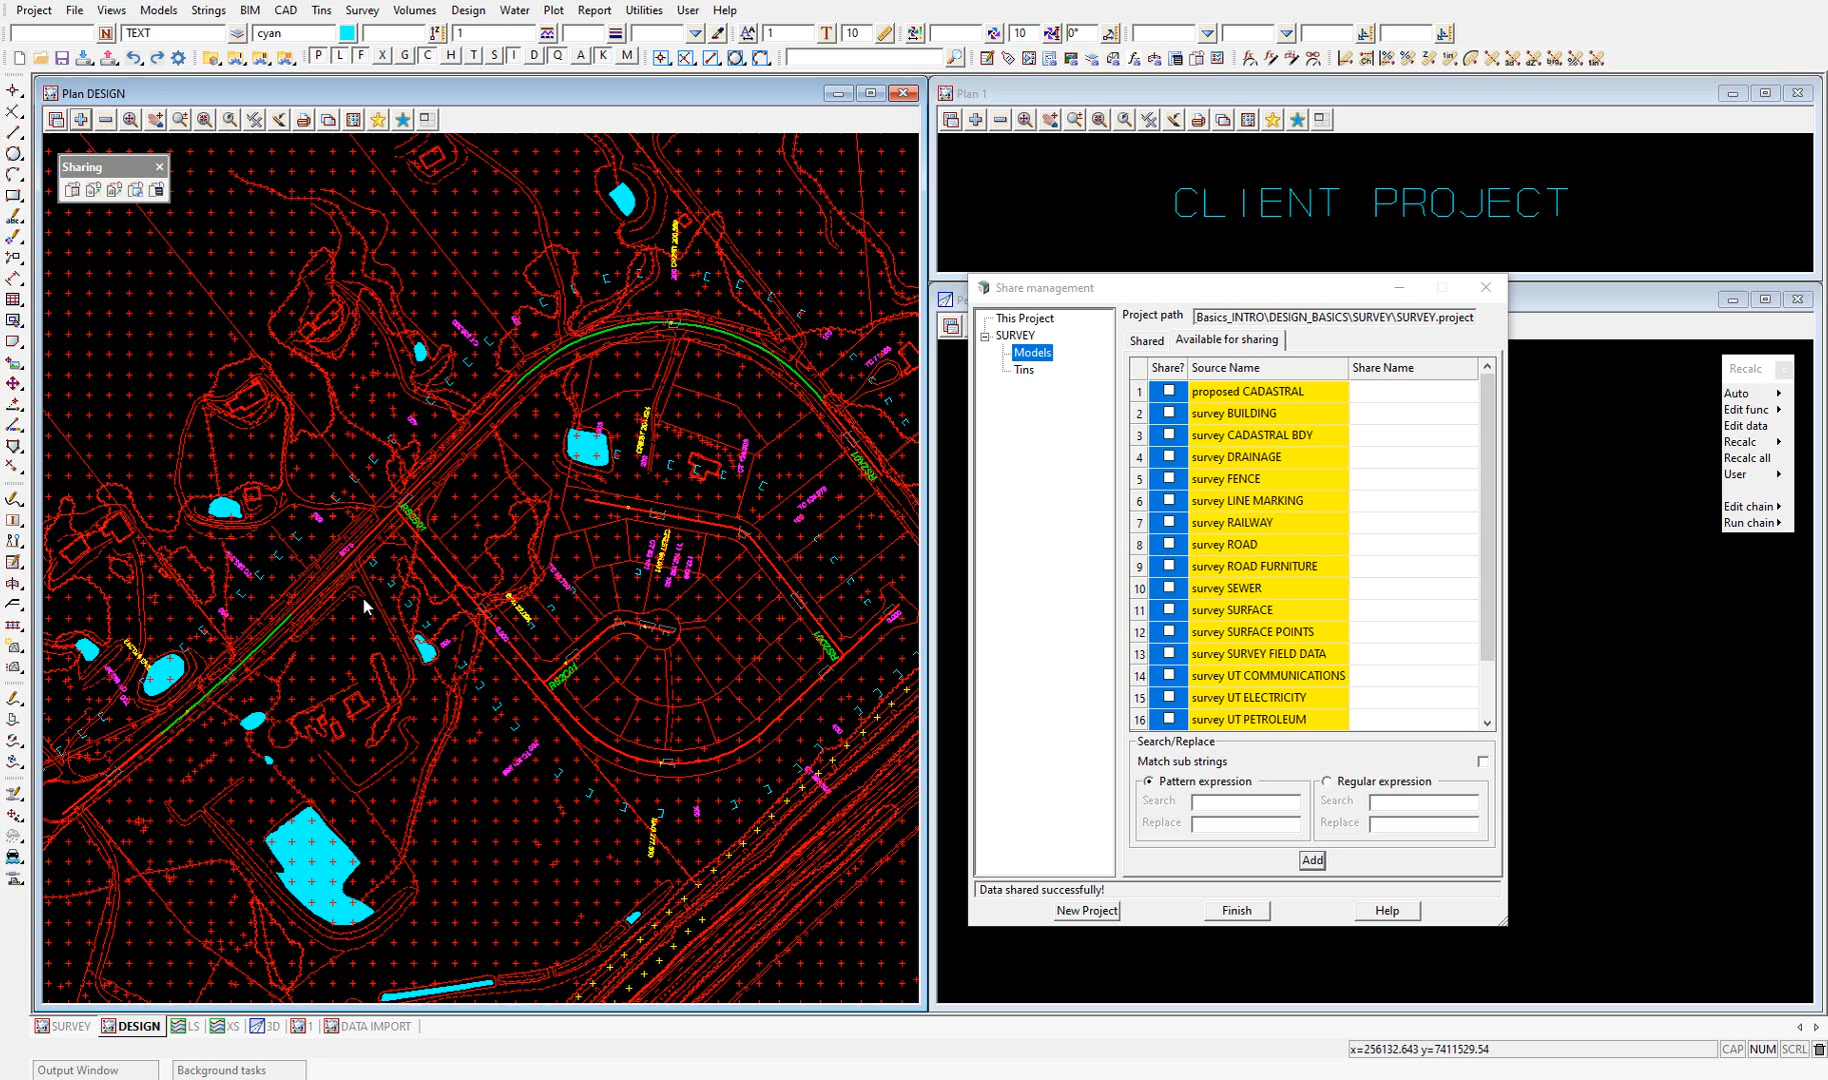 Project File Views Models Strings BIM CAD Tins Survey Volumes Design Water Plot Report Utilities User Help
TEXT cyan 1 1 T 10 10 0°
P L F X G C H T S I D Q A K M
Plan DESIGN
Sharing
Plan 1
CLIENT PROJECT
Share management
This Project
SURVEY
Models
Tins
Project path Basics_INTRO\DESIGN_BASICS\SURVEY\SURVEY.project
Shared Available for sharing
Share? Source Name Share Name
1 proposed CADASTRAL
2 survey BUILDING
3 survey CADASTRAL BDY
4 survey DRAINAGE
5 survey FENCE
6 survey LINE MARKING
7 survey RAILWAY
8 survey ROAD
9 survey ROAD FURNITURE
10 survey SEWER
11 survey SURFACE
12 survey SURFACE POINTS
13 survey SURVEY FIELD DATA
14 survey UT COMMUNICATIONS
15 survey UT ELECTRICITY
16 survey UT PETROLEUM
Search/Replace
Match sub strings
Pattern expression Regular expression
Search Search
Replace Replace
Add
Data shared successfully!
New Project Finish Help
Recalc
Auto
Edit func
Edit data
Recalc
Recalc all
User
Edit chain
Run chain
SURVEY DESIGN LS XS 3D 1 DATA IMPORT
x=256132.643 y=7411529.54 CAP NUM SCRL
Output Window Background tasks